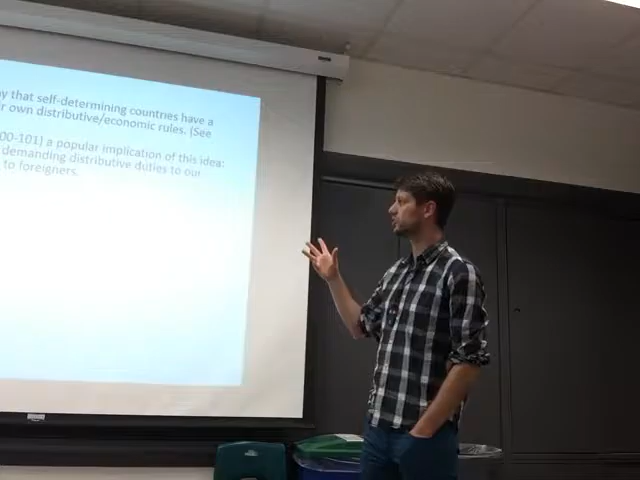 that self-determining countries have a
own distributive/economic rules. (See
00-101) a popular implication of this idea:
demanding distributive duties to our
to foreigners.